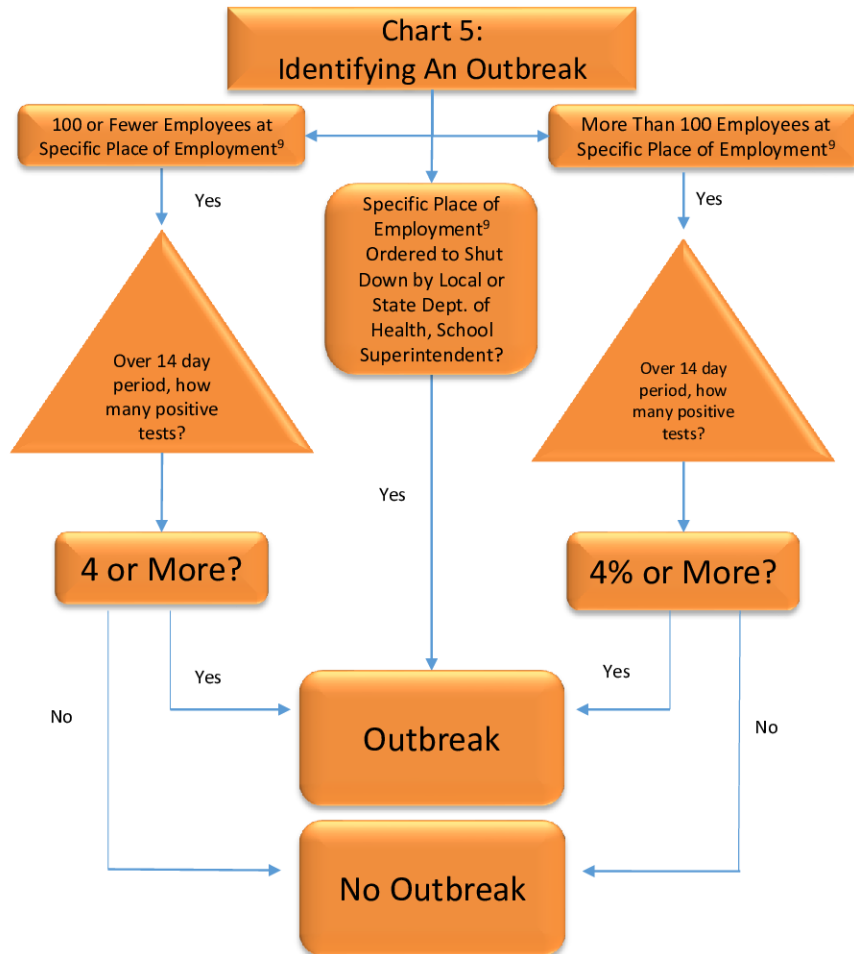 Chart 5:
Identifying An Outbreak
100 or Fewer Employees at
Specific Place of Employment⁹
More Than 100 Employees at
Specific Place of Employment⁹
Yes
Specific Place of
Employment⁹
Ordered to Shut
Down by Local or
State Dept. of
Health, School
Superintendent?
Yes
Over 14 day
period, how
many positive
tests?
Over 14 day
period, how
many positive
tests?
Yes
4 or More?
4% or More?
Yes
Yes
No
No
Outbreak
No Outbreak